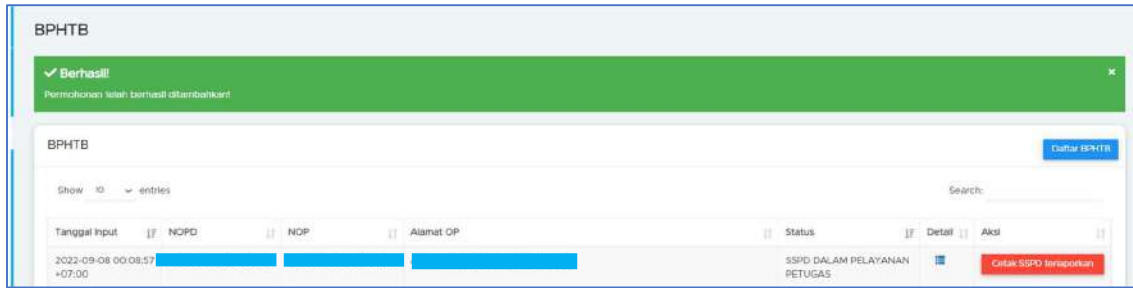 BPHTB
Berhasil!
Permohonan telah berhasil ditambahkan!
BPHTB
Daftar BPHTB
Show 10 entries
Search:
Tanggal Input NOPD NOP Alamat OP Status Detail Aksi
2022-09-08 00:08:57 SSPD DALAM PELAYANAN Cetak SSPD terlaporkan
+07:00 PETUGAS